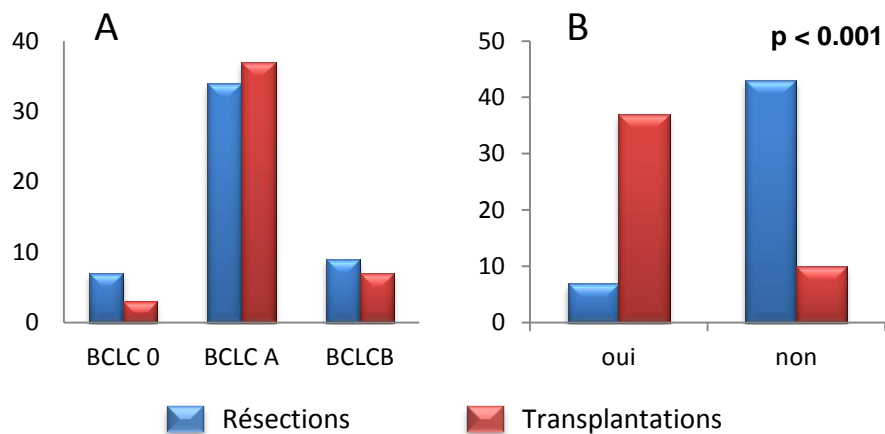 A
40
30
20
10
0
BCLC 0
BCLC A
BCLCB
B
p < 0.001
50
40
30
20
10
0
oui
non
Résections
Transplantations